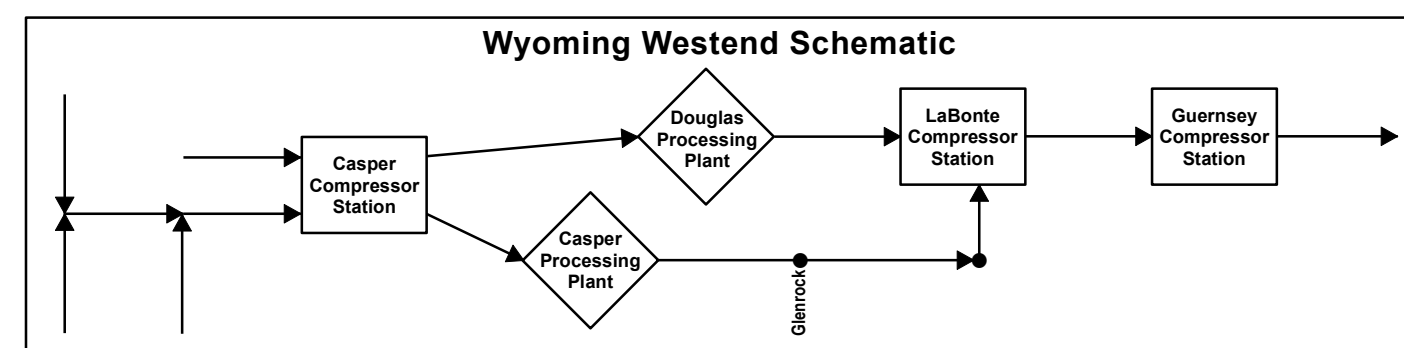 Wyoming Westend Schematic
Casper
Compressor
Station
Douglas
Processing
Plant
Casper
Processing
Plant
Glenrock
LaBonte
Compressor
Station
Guernsey
Compressor
Station